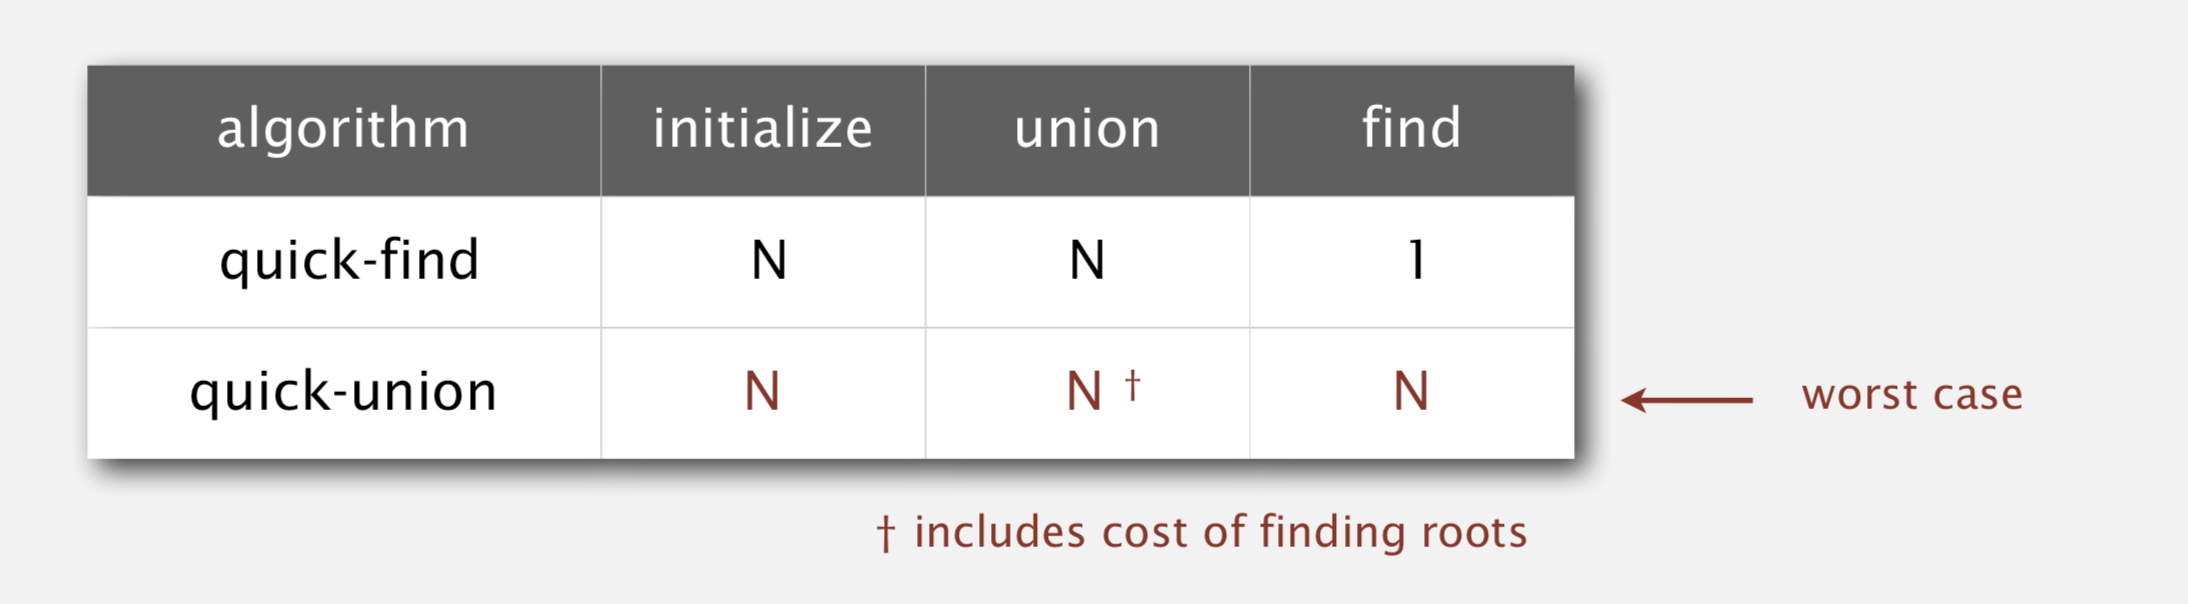 algorithm initialize union find
quick-find N N 1
quick-union N N † N
worst case
† includes cost of finding roots